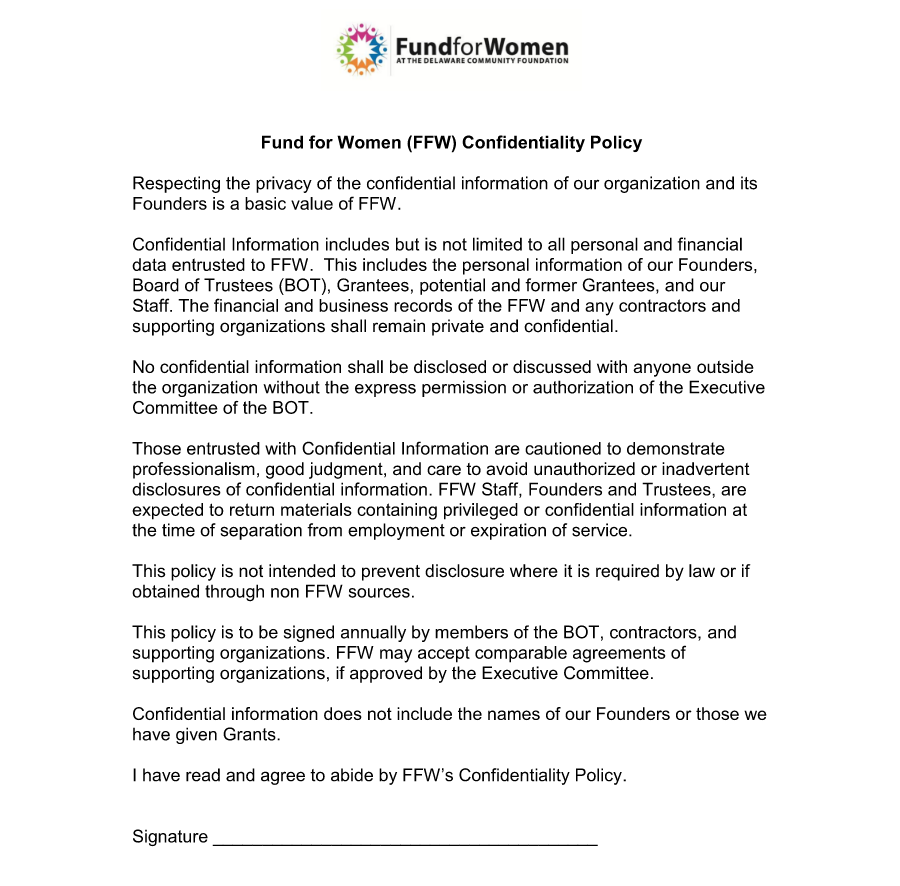 FundforWomen
AT THE DELAWARE COMMUNITY FOUNDATION
Fund for Women (FFW) Confidentiality Policy
Respecting the privacy of the confidential information of our organization and its
Founders is a basic value of FFW.
Confidential Information includes but is not limited to all personal and financial
data entrusted to FFW.  This includes the personal information of our Founders,
Board of Trustees (BOT), Grantees, potential and former Grantees, and our
Staff. The financial and business records of the FFW and any contractors and
supporting organizations shall remain private and confidential.
No confidential information shall be disclosed or discussed with anyone outside
the organization without the express permission or authorization of the Executive
Committee of the BOT.
Those entrusted with Confidential Information are cautioned to demonstrate
professionalism, good judgment, and care to avoid unauthorized or inadvertent
disclosures of confidential information. FFW Staff, Founders and Trustees, are
expected to return materials containing privileged or confidential information at
the time of separation from employment or expiration of service.
This policy is not intended to prevent disclosure where it is required by law or if
obtained through non FFW sources.
This policy is to be signed annually by members of the BOT, contractors, and
supporting organizations. FFW may accept comparable agreements of
supporting organizations, if approved by the Executive Committee.
Confidential information does not include the names of our Founders or those we
have given Grants.
I have read and agree to abide by FFW’s Confidentiality Policy.
Signature ______________________________________